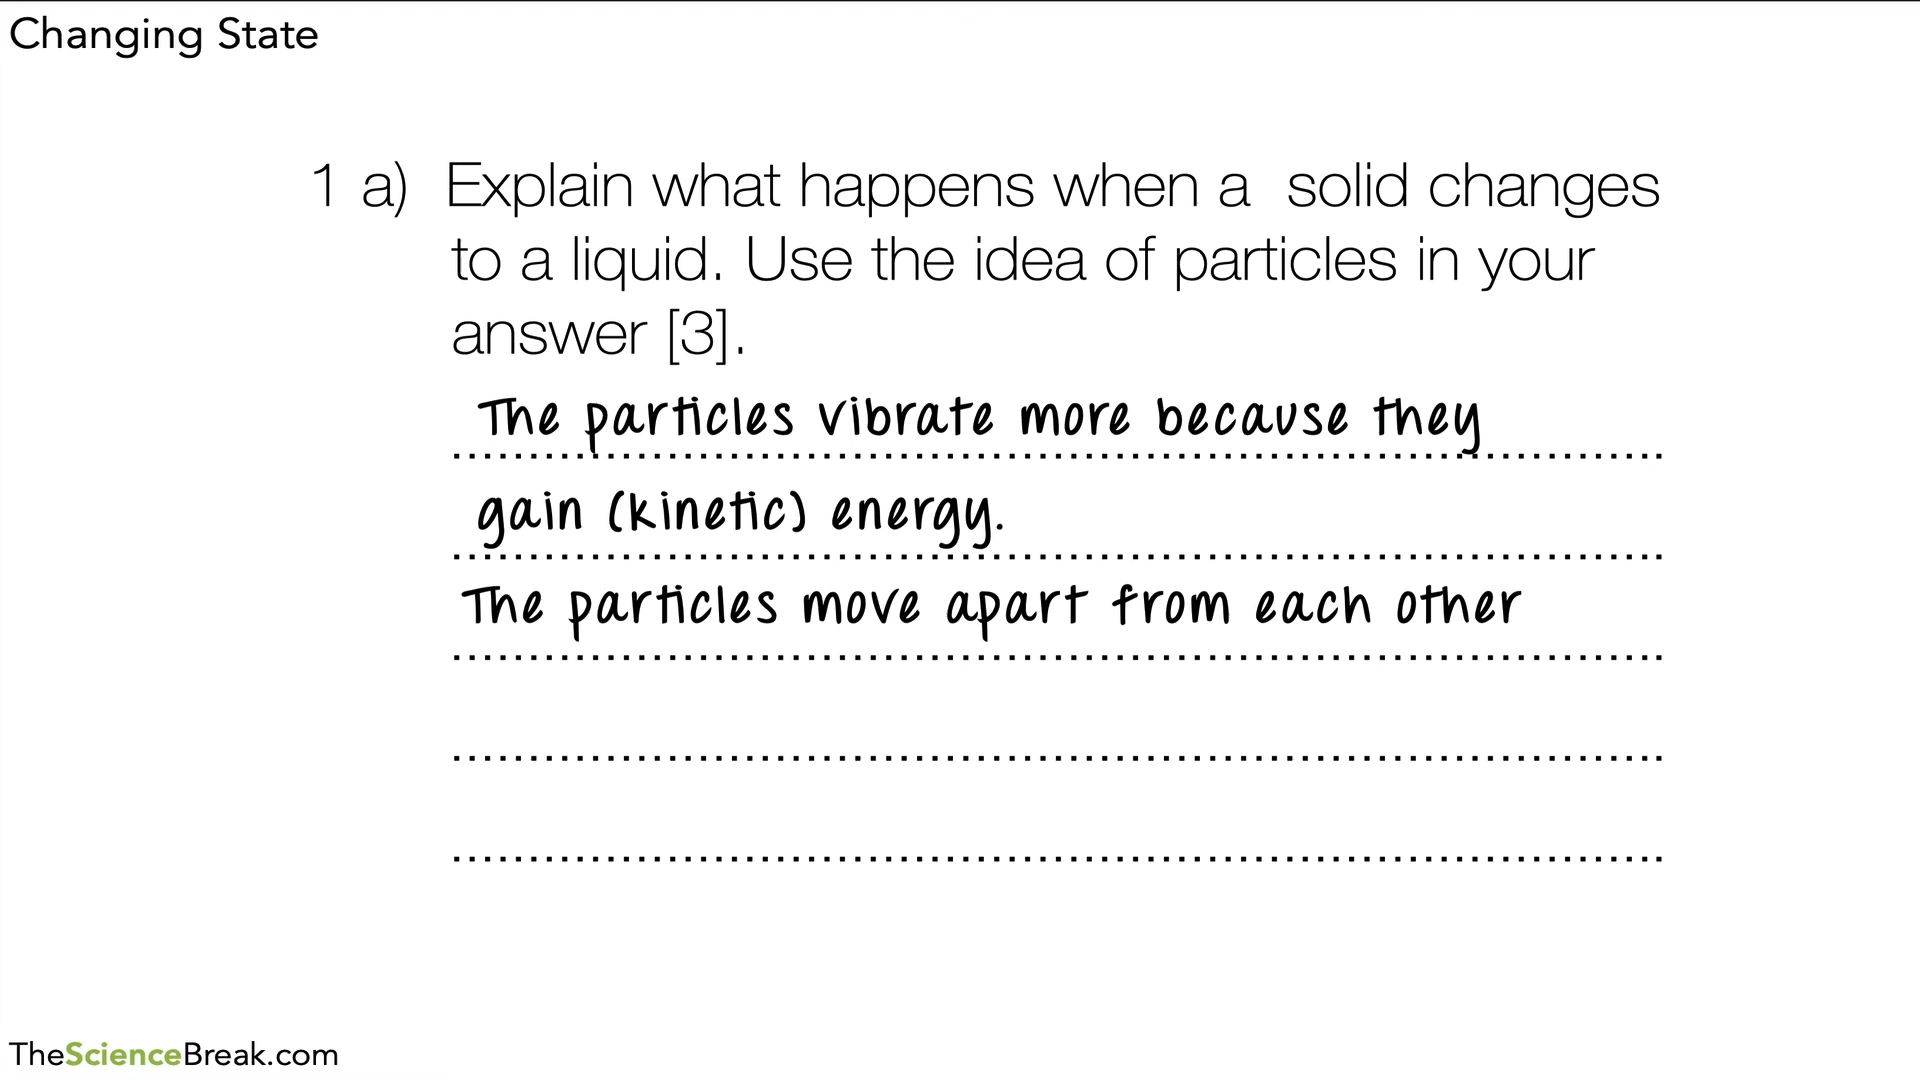 Changing State
1 a) Explain what happens when a solid changes
to a liquid. Use the idea of particles in your
answer [3].
The particles vibrate more because they
gain (kinetic) energy.
The particles move apart from each other
TheScienceBreak.com